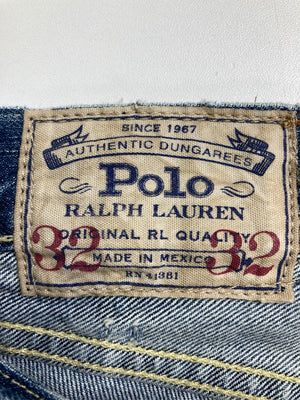 SINCE 1967
AUTHENTIC DUNGAREES
Polo
RALPH LAUREN
ORIGINAL RL QUALITY
32 32
MADE IN MEXICO
RN 41381